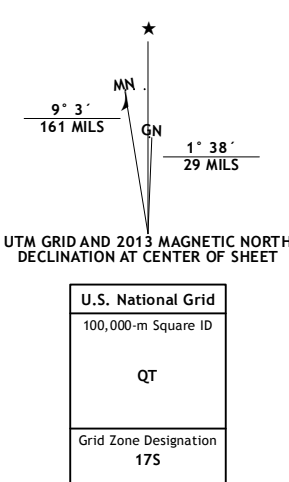 ★
MN
9° 3´
161 MILS
GN
1° 38´
29 MILS
UTM GRID AND 2013 MAGNETIC NORTH
DECLINATION AT CENTER OF SHEET
U.S. National Grid
100,000-m Square ID
QT
Grid Zone Designation
17S